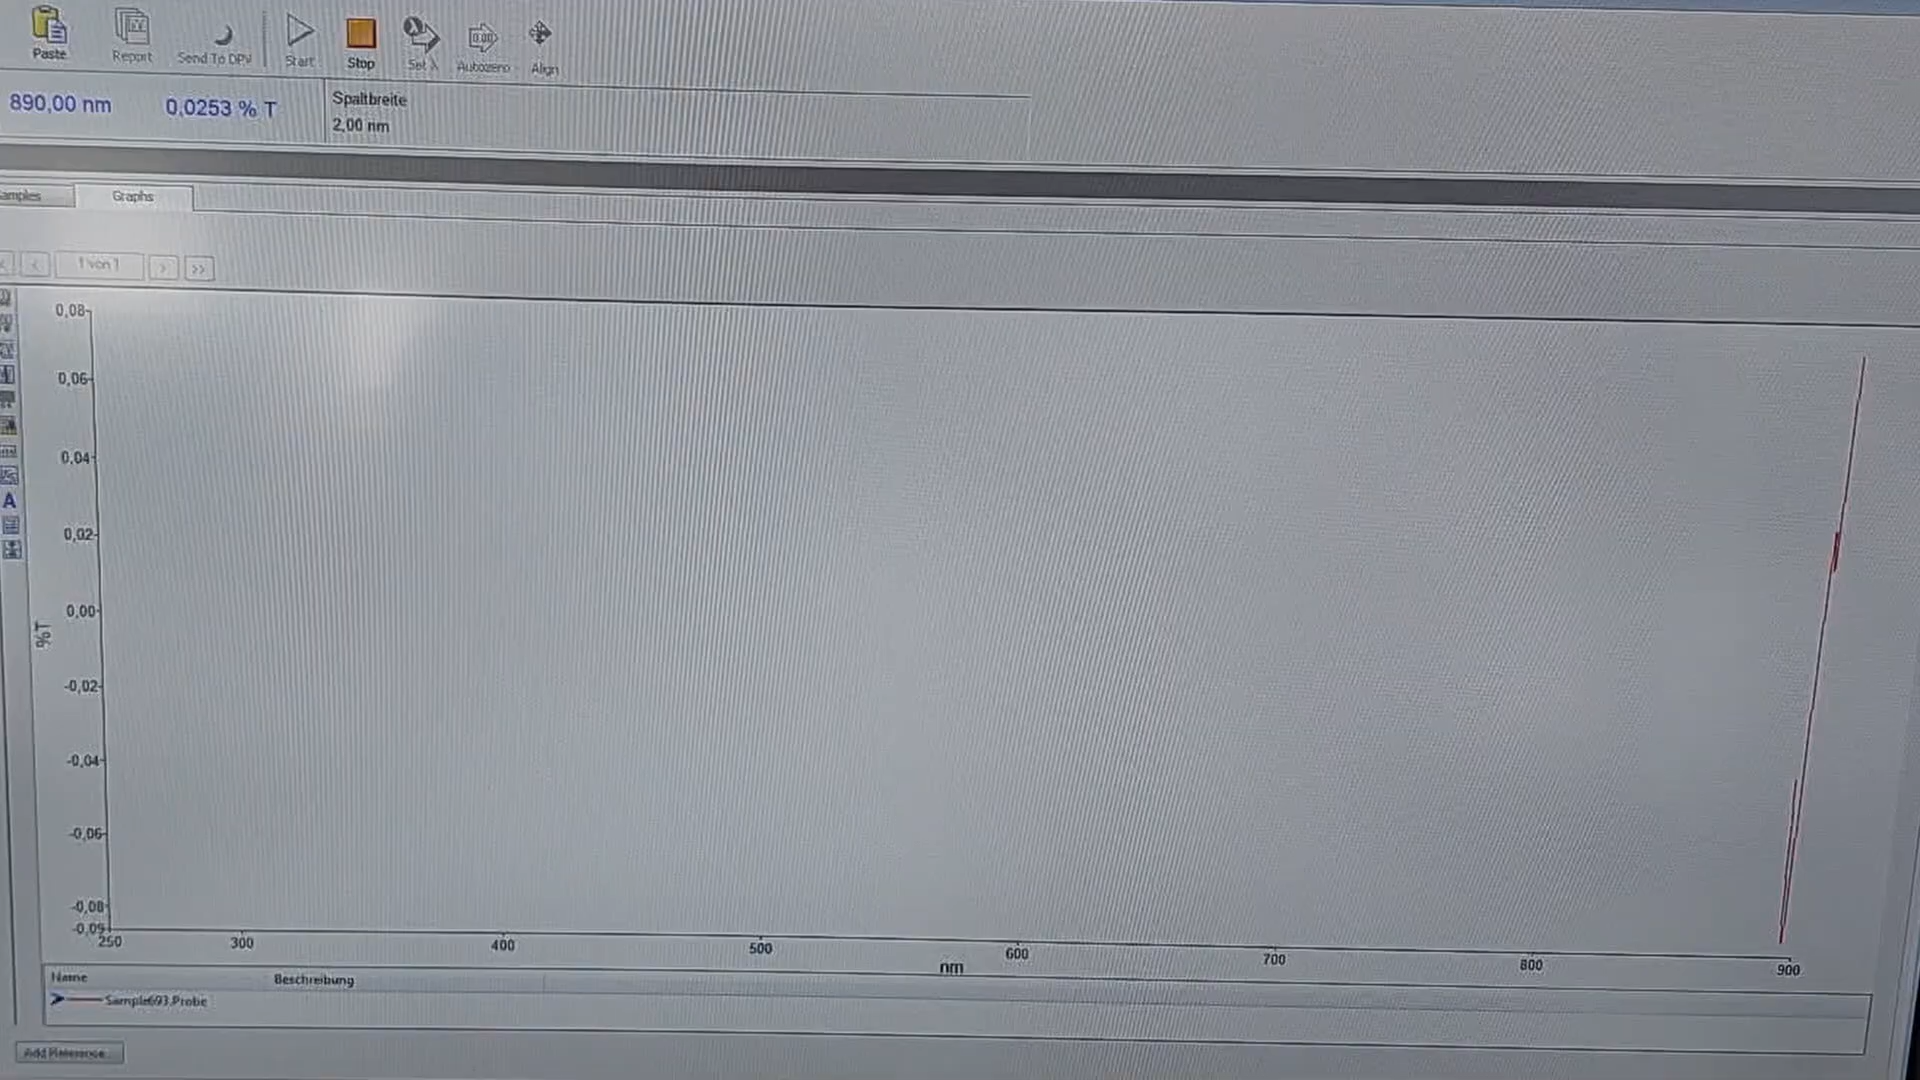 Paste
Report
Send To DPV
Start
Stop
Set λ
Autozero
Align
890,00 nm
0,0253 % T
Spaltbreite
2,00 nm
Graphs
1 von 1
0,08
0,06
0,04
0,02
0,00
%T
-0,02
-0,04
-0,06
-0,08
-0,09
250
300
400
500
600
700
800
900
nm
Name
Beschreibung
Sample693.Probe
Add Reference...